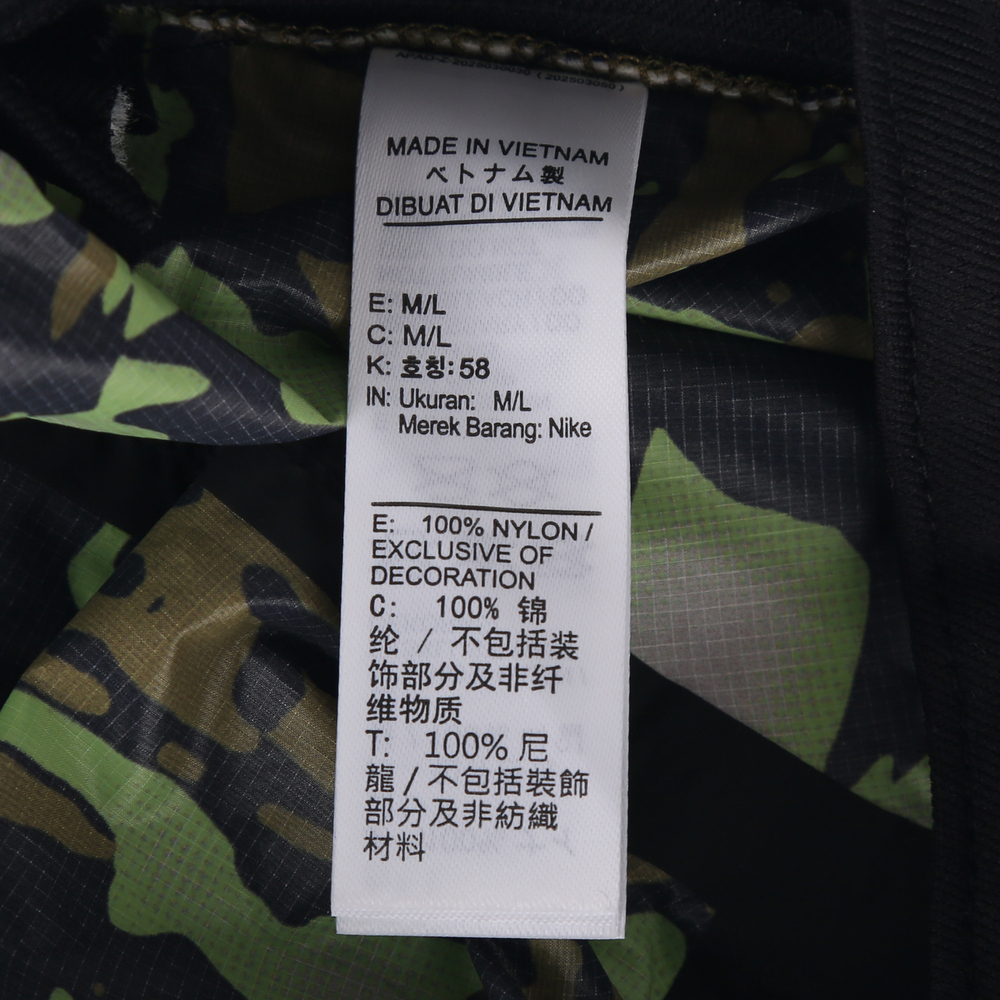 MADE IN VIETNAM
ベトナム製
DIBUAT DI VIETNAM
E: M/L
C: M/L
K: 호칭: 58
IN: Ukuran: M/L
Merek Barang: Nike
E: 100% NYLON /
EXCLUSIVE OF
DECORATION
C: 100% 锦
纶 / 不包括装
饰部分及非纤
维物质
T: 100% 尼
龍 / 不包括裝飾
部分及非紡織
材料